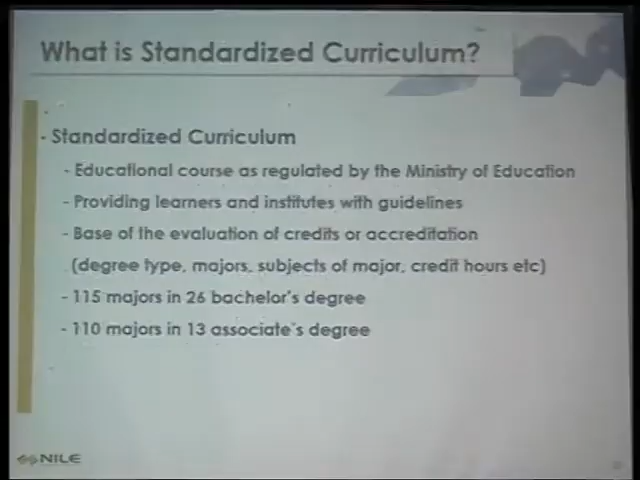 What is Standardized Curriculum?
- Standardized Curriculum
- Educational course as regulated by the Ministry of Education
- Providing learners and institutes with guidelines
- Base of the evaluation of credits or accreditation
(degree type, majors, subjects of major, credit hours etc)
- 115 majors in 26 bachelor's degree
- 110 majors in 13 associate's degree
NILE